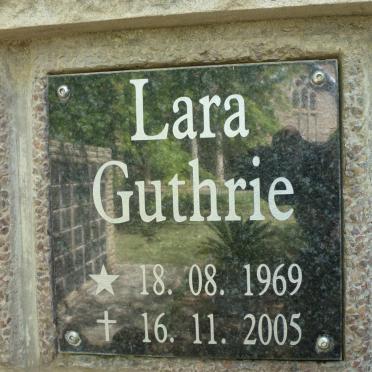 Lara
Guthrie
★ 18. 08. 1969
✝ 16. 11. 2005